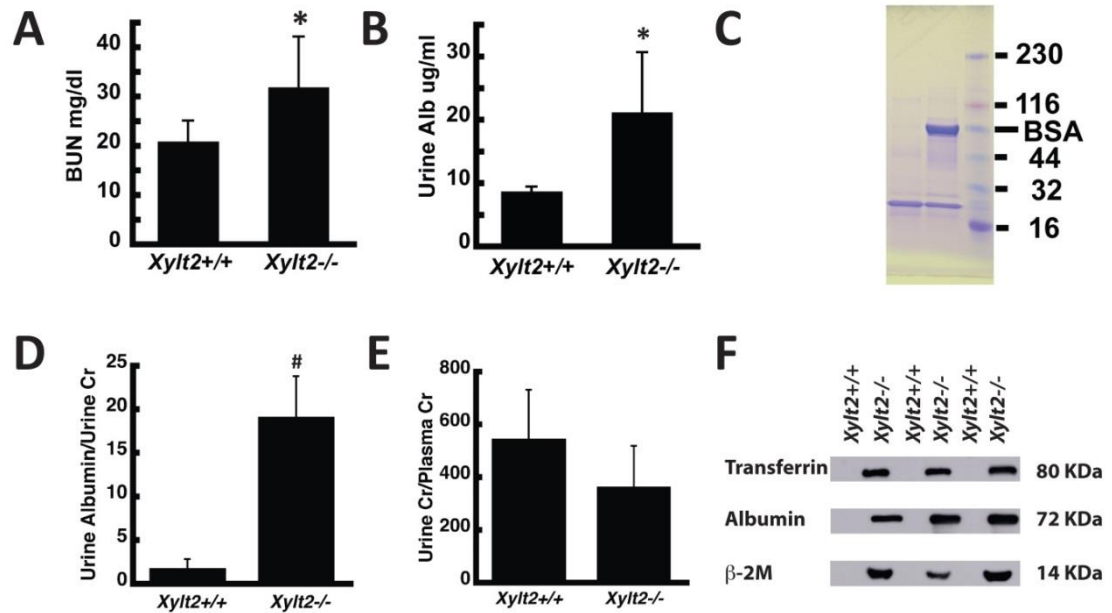 A
BUN mg/dl
50
40
30
20
10
0
*
Xylt2+/+ Xylt2-/-
B
Urine Alb ug/ml
30
20
10
0
*
Xylt2+/+ Xylt2-/-
C
230
116
BSA
44
32
16
D
Urine Albumin/Urine Cr
25
20
15
10
5
0
#
Xylt2+/+ Xylt2-/-
E
Urine Cr/Plasma Cr
800
600
400
200
0
Xylt2+/+ Xylt2-/-
F
Xylt2+/+ Xylt2-/- Xylt2+/+ Xylt2-/- Xylt2+/+ Xylt2-/-
Transferrin 80 KDa
Albumin 72 KDa
β-2M 14 KDa